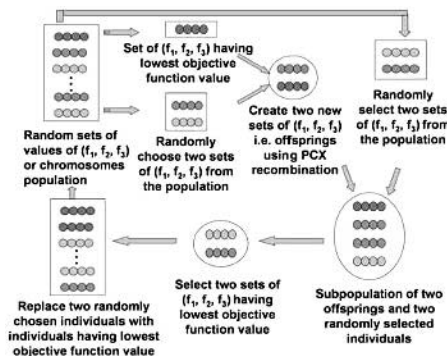 Set of (f₁, f₂, f₃) having
lowest objective
function value
Random sets of
values of (f₁, f₂, f₃)
or chromosomes
population
Randomly
choose two sets
of (f₁, f₂, f₃) from
the population
Create two new
sets of (f₁, f₂, f₃)
i.e. offsprings
using PCX
recombination
Randomly
select two sets
of (f₁, f₂, f₃) from
the population
Replace two randomly
chosen individuals with
individuals having lowest
objective function value
Select two sets of
(f₁, f₂, f₃) having
lowest objective
function value
Subpopulation of two
offsprings and two
randomly selected
individuals